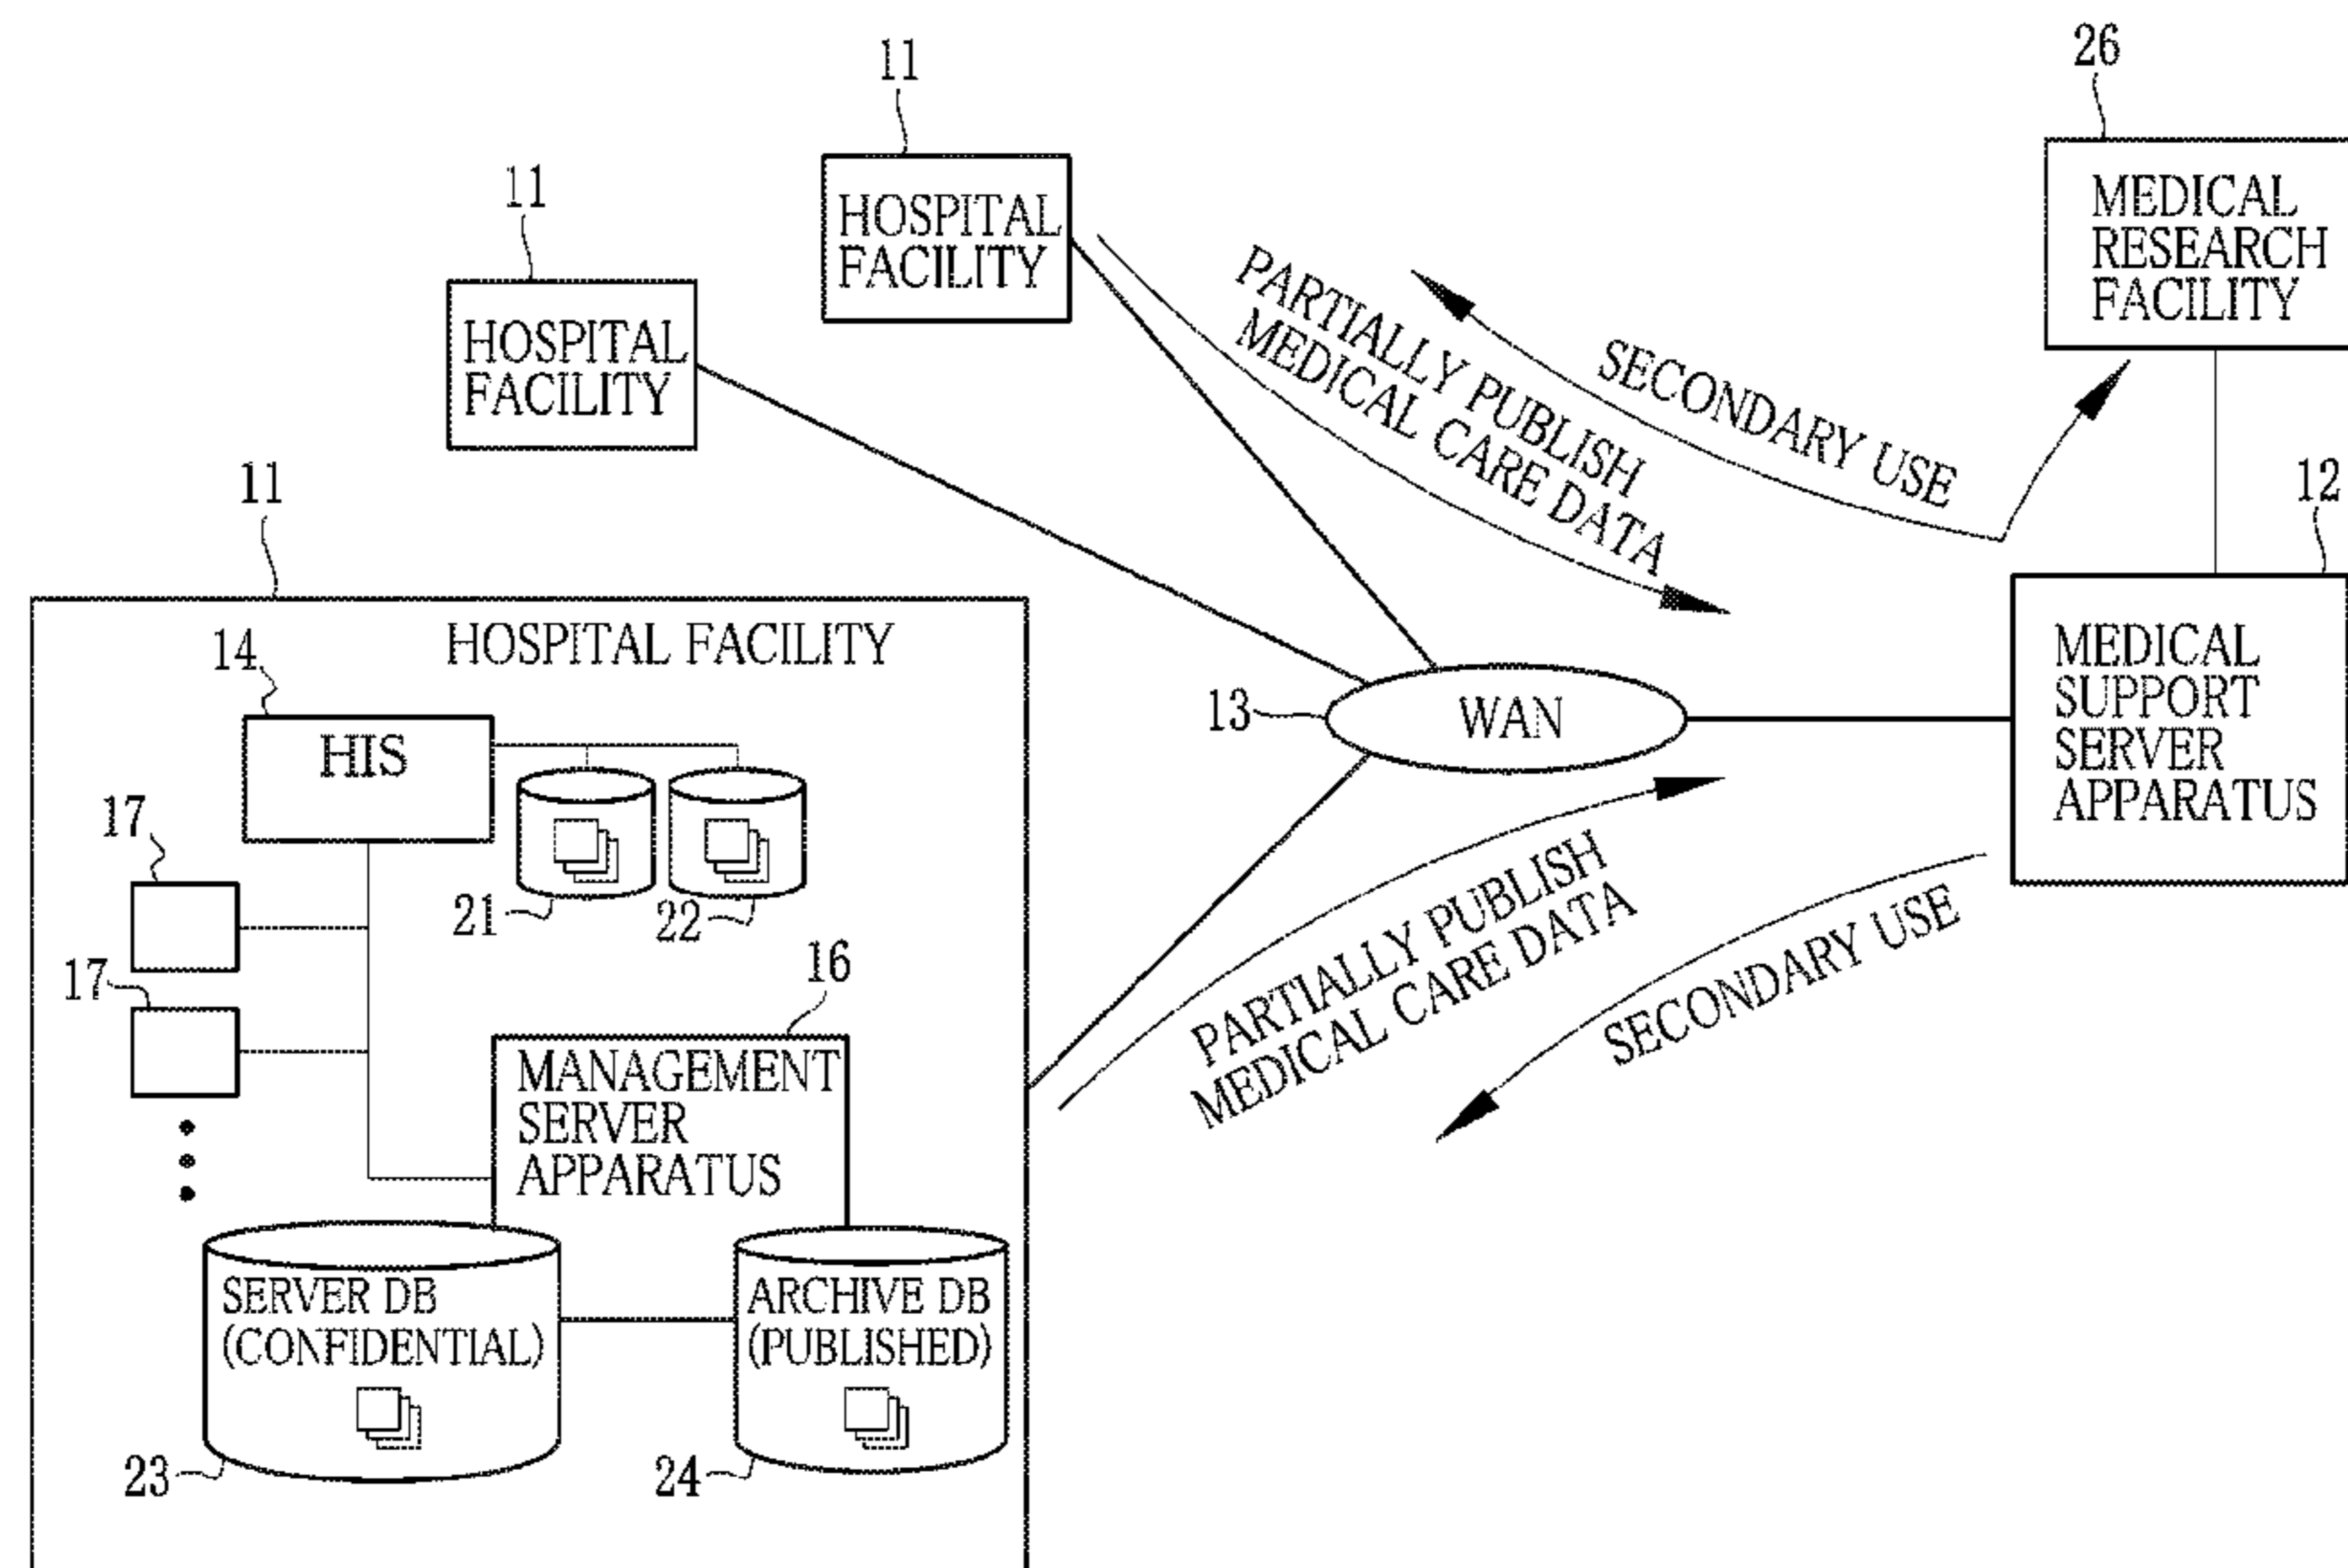 11
26
11
HOSPITAL
FACILITY
MEDICAL
RESEARCH
FACILITY
HOSPITAL
FACILITY
PARTIALLY PUBLISH
MEDICAL CARE DATA
SECONDARY USE
11
12
HOSPITAL FACILITY
14
HIS
13
WAN
MEDICAL
SUPPORT
SERVER
APPARATUS
17
21
22
17
16
PARTIALLY PUBLISH
MEDICAL CARE DATA
SECONDARY USE
MANAGEMENT
SERVER
APPARATUS
SERVER DB
(CONFIDENTIAL)
ARCHIVE DB
(PUBLISHED)
23
24